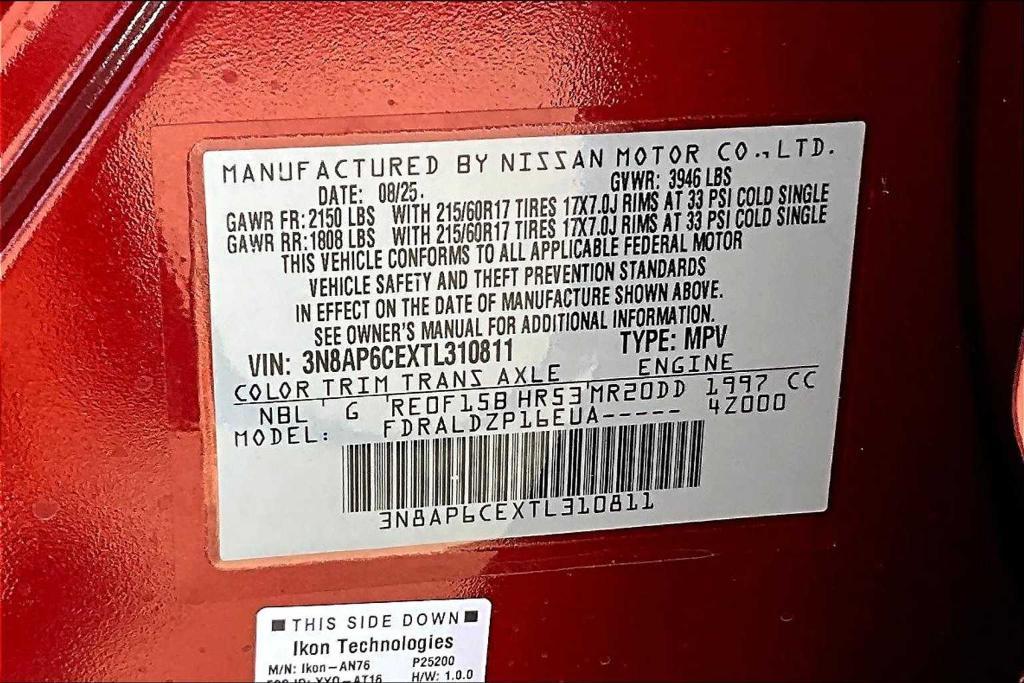 MANUFACTURED BY NISSAN MOTOR CO., LTD.
DATE: 08/25. GVWR: 3946 LBS
GAWR FR: 2150 LBS WITH 215/60R17 TIRES 17X7.0J RIMS AT 33 PSI COLD SINGLE
GAWR RR: 1808 LBS WITH 215/60R17 TIRES 17X7.0J RIMS AT 33 PSI COLD SINGLE
THIS VEHICLE CONFORMS TO ALL APPLICABLE FEDERAL MOTOR
VEHICLE SAFETY AND THEFT PREVENTION STANDARDS
IN EFFECT ON THE DATE OF MANUFACTURE SHOWN ABOVE.
SEE OWNER'S MANUAL FOR ADDITIONAL INFORMATION.
VIN: 3N8AP6CEXTL310811 TYPE: MPV
COLOR TRIM TRANS AXLE ENGINE
NBL G RE0F15B HR53 MR20DD 1997 CC
MODEL: FDRALDZP16EUA----- 4Z000
3N8AP6CEXTL310811
THIS SIDE DOWN
Ikon Technologies
M/N: Ikon-AN76 P25200
XXO-AT16 H/W: 1.0.0